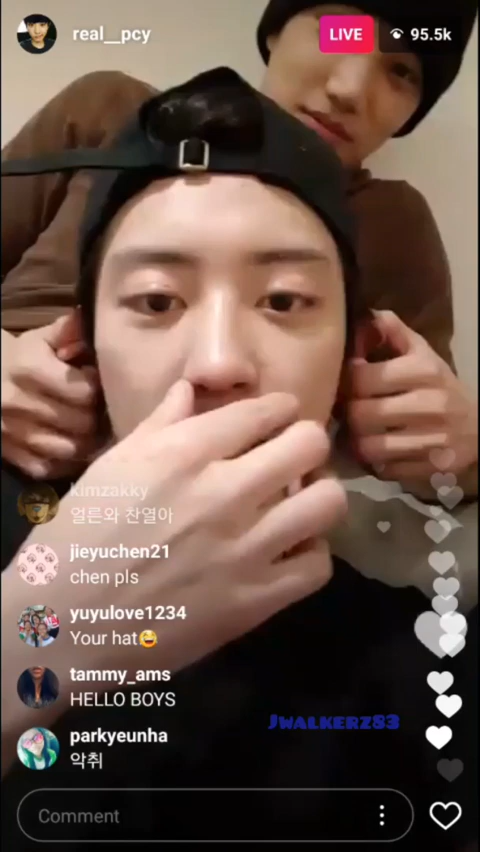 real__pcy
LIVE
95.5k
kimzakky
얼른와 찬열아
jieyuchen21
chen pls
yuyulove1234
Your hat😂
tammy_ams
HELLO BOYS
Jwalkerz83
parkyeunha
악취
Comment